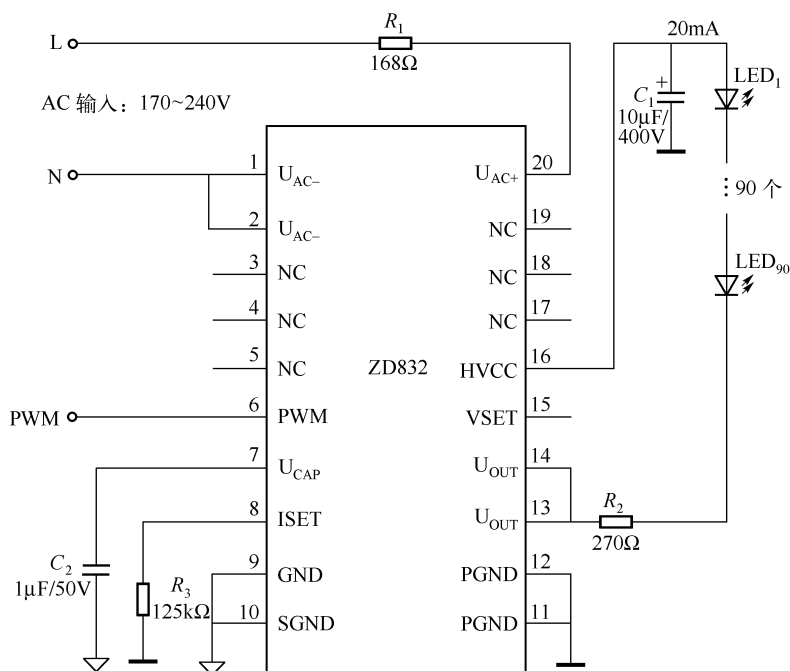 L
R1
168Ω
20mA
AC 输入：170~240V
C1
+
10μF/
400V
LED1
90 个
LED90
N
1
UAC−
2
UAC−
3
NC
4
NC
5
NC
PWM
6
PWM
7
UCAP
8
ISET
9
GND
10
SGND
ZD832
20
UAC+
19
NC
18
NC
17
NC
16
HVCC
15
VSET
14
UOUT
13
UOUT
12
PGND
11
PGND
R2
270Ω
C2
1μF/50V
R3
125kΩ